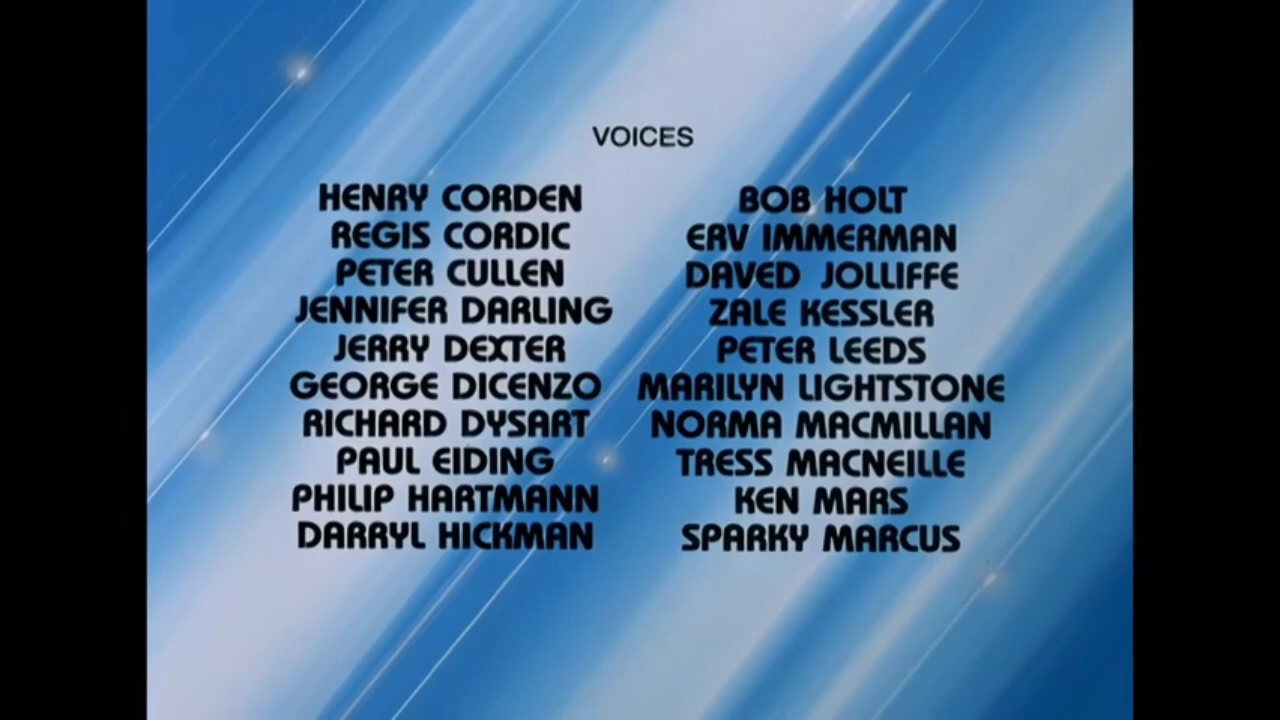 VOICES
HENRY CORDEN
REGIS CORDIC
PETER CULLEN
JENNIFER DARLING
JERRY DEXTER
GEORGE DICENZO
RICHARD DYSART
PAUL EIDING
PHILIP HARTMANN
DARRYL HICKMAN
BOB HOLT
ERV IMMERMAN
DAVED JOLLIFFE
ZALE KESSLER
PETER LEEDS
MARILYN LIGHTSTONE
NORMA MACMILLAN
TRESS MACNEILLE
KEN MARS
SPARKY MARCUS